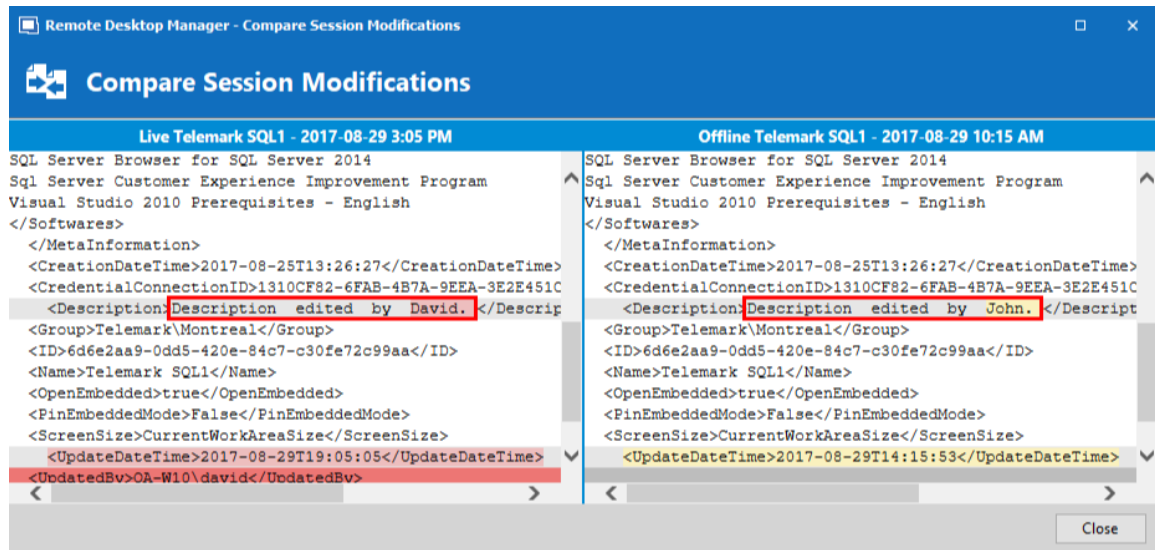 Remote Desktop Manager - Compare Session Modifications
Compare Session Modifications
Live Telemark SQL1 - 2017-08-29 3:05 PM
SQL Server Browser for SQL Server 2014
Sql Server Customer Experience Improvement Program
Visual Studio 2010 Prerequisites - English
</Softwares>
</MetaInformation>
<CreationDateTime>2017-08-25T13:26:27</CreationDateTime>
<CredentialConnectionID>1310CF82-6FAB-4B7A-9EEA-3E2E451C
<Description>Description edited by David. </Descrip
<Group>Telemark\Montreal</Group>
<ID>6d6e2aa9-0dd5-420e-84c7-c30fe72c99aa</ID>
<Name>Telemark SQL1</Name>
<OpenEmbedded>true</OpenEmbedded>
<PinEmbeddedMode>False</PinEmbeddedMode>
<ScreenSize>CurrentWorkAreaSize</ScreenSize>
<UpdateDateTime>2017-08-29T19:05:05</UpdateDateTime>
<UpdatedBy>OA-W10\david</UpdatedBy>
Offline Telemark SQL1 - 2017-08-29 10:15 AM
SQL Server Browser for SQL Server 2014
Sql Server Customer Experience Improvement Program
Visual Studio 2010 Prerequisites - English
</Softwares>
</MetaInformation>
<CreationDateTime>2017-08-25T13:26:27</CreationDateTime>
<CredentialConnectionID>1310CF82-6FAB-4B7A-9EEA-3E2E451C
<Description>Description edited by John. </Descript
<Group>Telemark\Montreal</Group>
<ID>6d6e2aa9-0dd5-420e-84c7-c30fe72c99aa</ID>
<Name>Telemark SQL1</Name>
<OpenEmbedded>true</OpenEmbedded>
<PinEmbeddedMode>False</PinEmbeddedMode>
<ScreenSize>CurrentWorkAreaSize</ScreenSize>
<UpdateDateTime>2017-08-29T14:15:53</UpdateDateTime>
Close